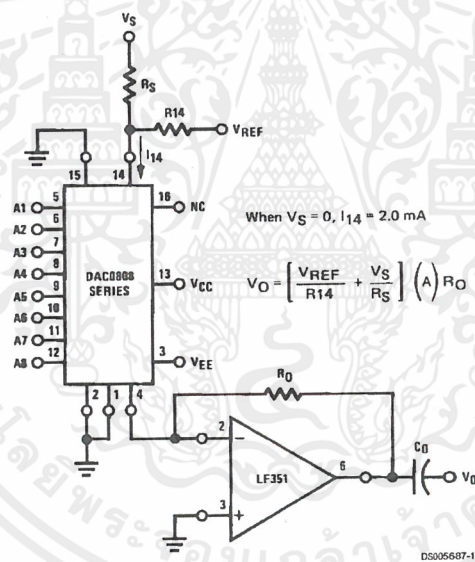 VS
RS
R14
VREF
I14
15
14
A1 5
A2 6
A3 7
A4 8
A5 9
A6 10
A7 11
A8 12
DAC0808
SERIES
16 NC
13 VCC
3 VEE
2 1 4
When VS = 0, I14 = 2.0 mA
VO = [ VREF/R14 + VS/RS ] (A) RO
RO
2
−
LF351
6
3
+
CO
VO
DS005687-1